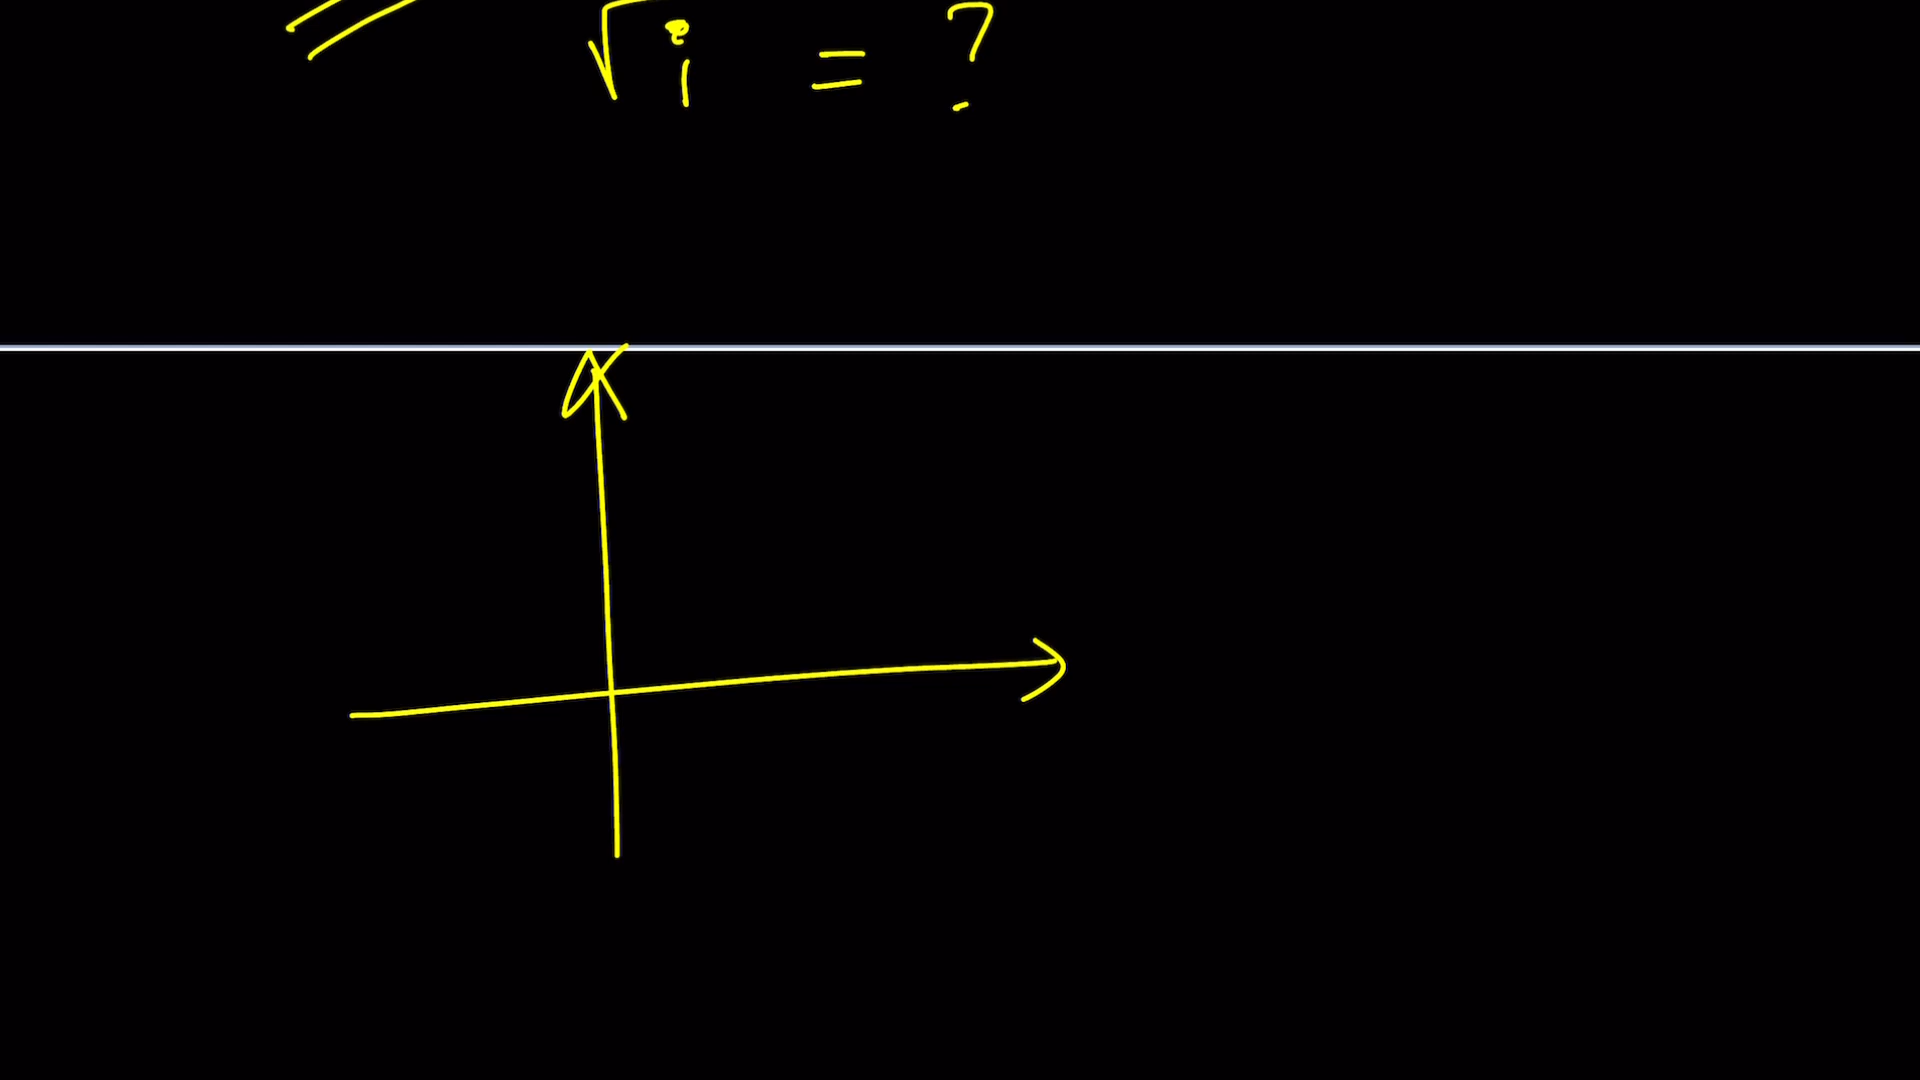 √i = ?